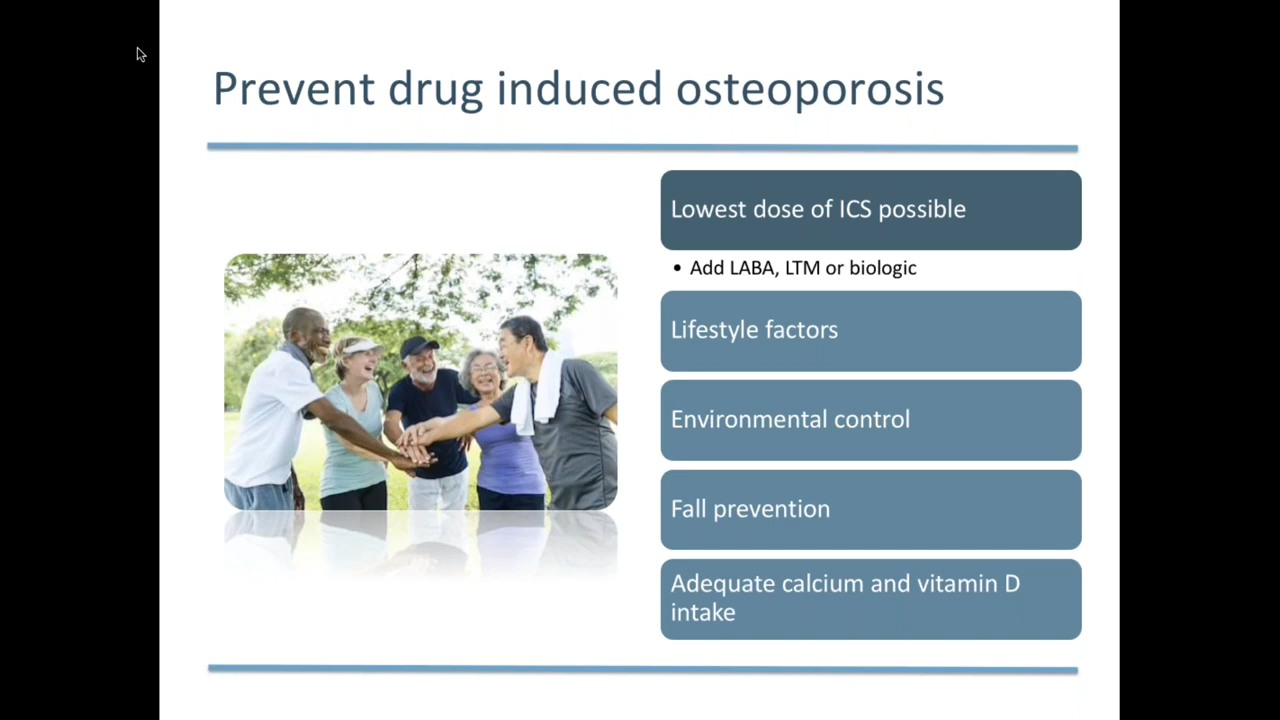 Prevent drug induced osteoporosis
Lowest dose of ICS possible
• Add LABA, LTM or biologic
Lifestyle factors
Environmental control
Fall prevention
Adequate calcium and vitamin D
intake